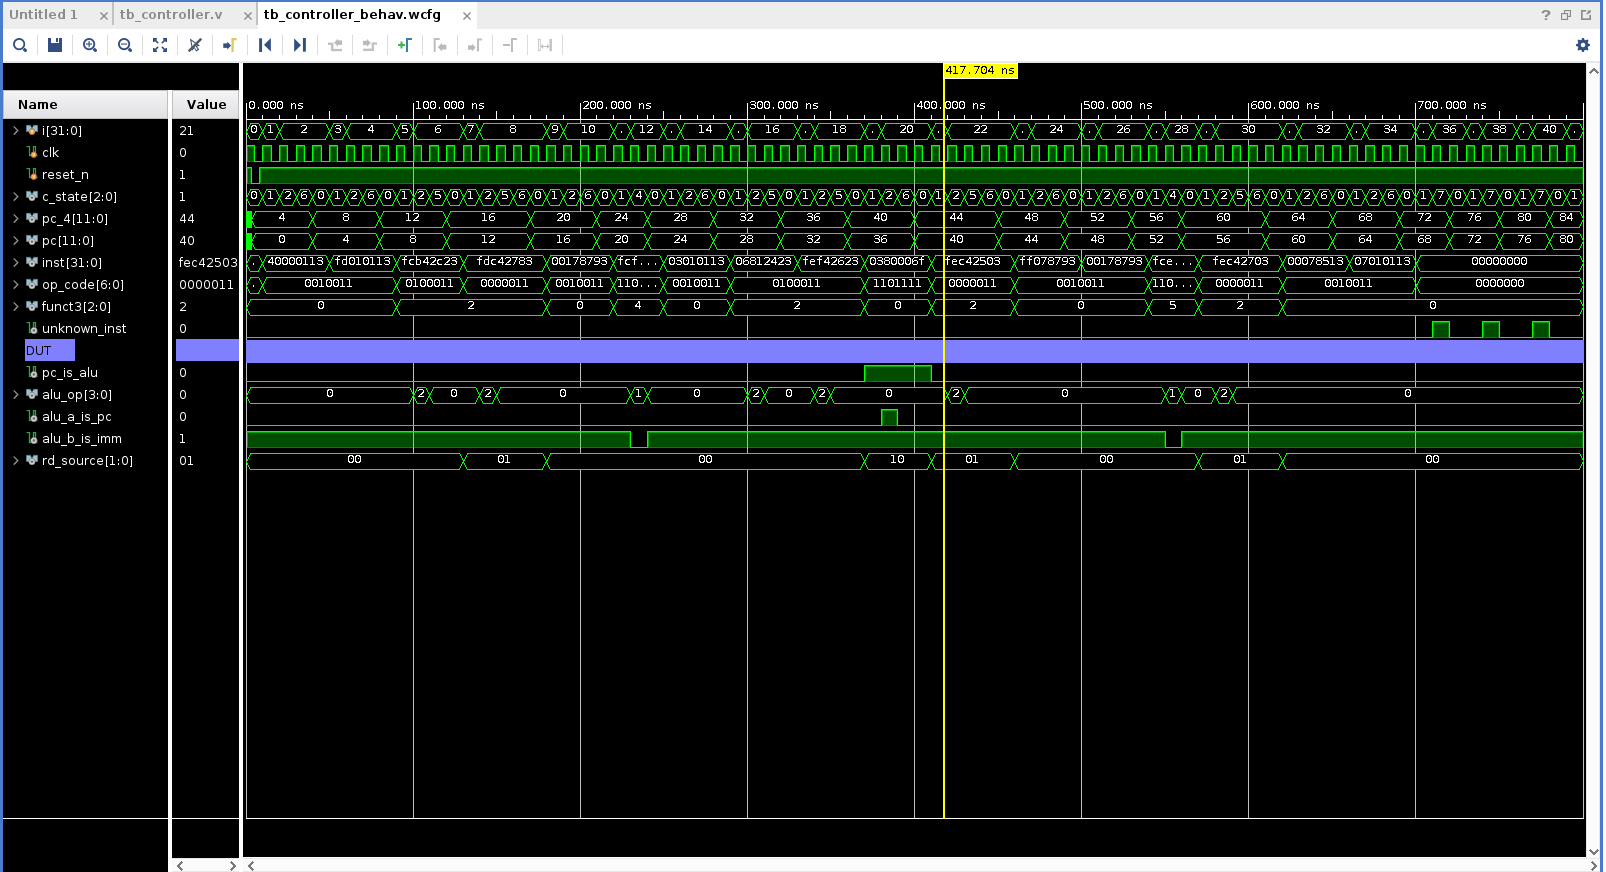 Untitled 1 × tb_controller.v × tb_controller_behav.wcfg ×
?
417.704 ns
Name Value 0.000 ns 100.000 ns 200.000 ns 300.000 ns 400.000 ns 500.000 ns 600.000 ns 700.000 ns
i[31:0] 21 0 1 2 3 4 5 6 7 8 9 10 . 12 . 14 . 16 . 18 . 20 . 22 . 24 . 26 . 28 . 30 . 32 . 34 . 36 . 38 . 40 .
clk 0
reset_n 1
c_state[2:0] 1 0 1 2 6 0 1 2 6 0 1 2 5 0 1 2 5 6 0 1 2 6 0 1 4 0 1 2 6 0 1 2 5 0 1 2 5 0 1 2 6 0 1 2 5 6 0 1 2 6 0 1 2 6 0 1 4 0 1 2 5 6 0 1 2 6 0 1 2 6 0 1 7 0 1 7 0 1 7 0 1
pc_4[11:0] 44 4 8 12 16 20 24 28 32 36 40 44 48 52 56 60 64 68 72 76 80 84
pc[11:0] 40 0 4 8 12 16 20 24 28 32 36 40 44 48 52 56 60 64 68 72 76 80
inst[31:0] fec42503 . 40000113 fd010113 fcb42c23 fdc42783 00178793 fcf... 03010113 06812423 fef42623 0380006f fec42503 ff078793 00178793 fce... fec42703 00078513 07010113 00000000
op_code[6:0] 0000011 . 0010011 0100011 0000011 0010011 110... 0010011 0100011 1101111 0000011 0010011 110... 0000011 0010011 0000000
funct3[2:0] 2 0 2 0 4 0 2 0 2 0 5 2 0
unknown_inst 0
DUT
pc_is_alu 0
alu_op[3:0] 0 0 2 0 2 0 1 0 2 0 2 0 2 0 1 0 2 0
alu_a_is_pc 0
alu_b_is_imm 1
rd_source[1:0] 01 00 01 00 10 01 00 01 00